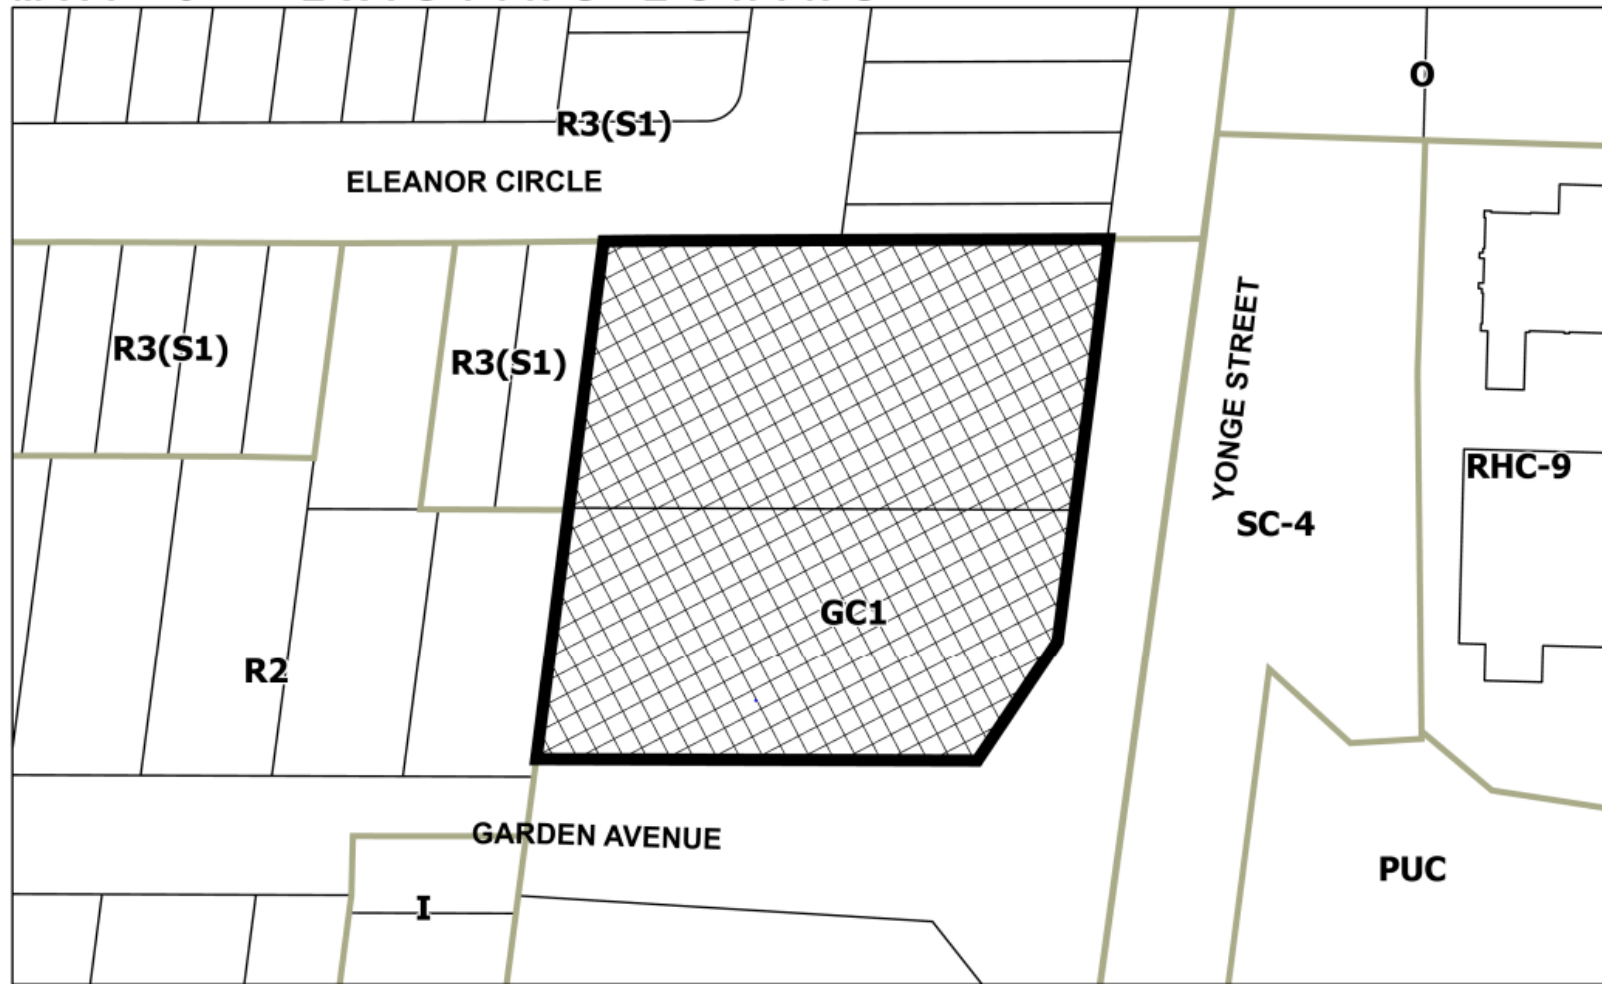 O
R3(S1)
ELEANOR CIRCLE
R3(S1)
R3(S1)
YONGE STREET
RHC-9
SC-4
GC1
R2
GARDEN AVENUE
PUC
I